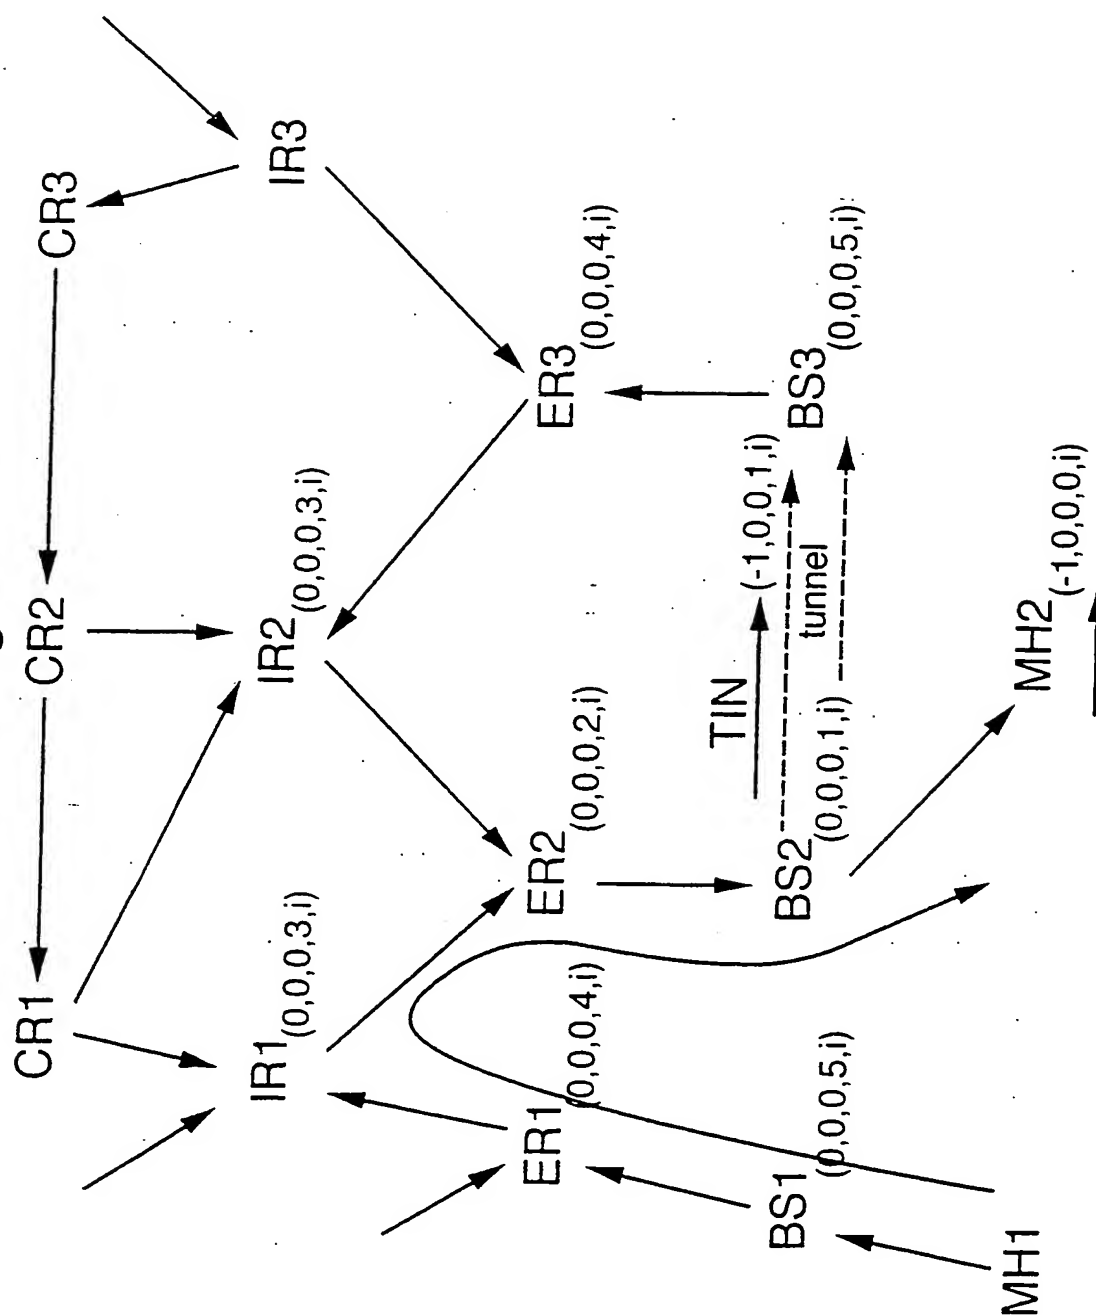 CR1
CR2
CR3
IR1(0,0,0,3,i)
IR2(0,0,0,3,i)
IR3
ER1(0,0,0,4,i)
ER2(0,0,0,2,i)
ER3(0,0,0,4,i)
TIN
(-1,0,0,1,i)
BS1(0,0,0,5,i)
BS2(0,0,0,1,i)
tunnel
BS3(0,0,0,5,i)
MH1
MH2(-1,0,0,0,i)